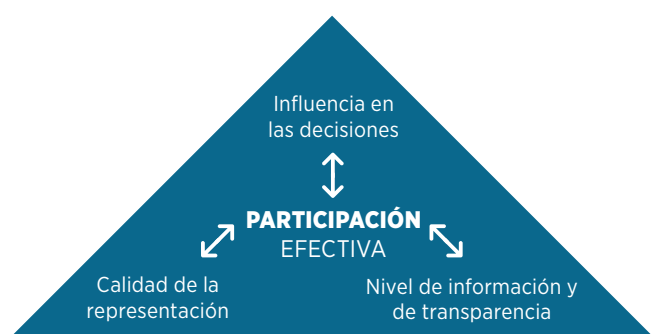 Influencia en
las decisiones
PARTICIPACIÓN
EFECTIVA
Calidad de la
representación
Nivel de información y
de transparencia